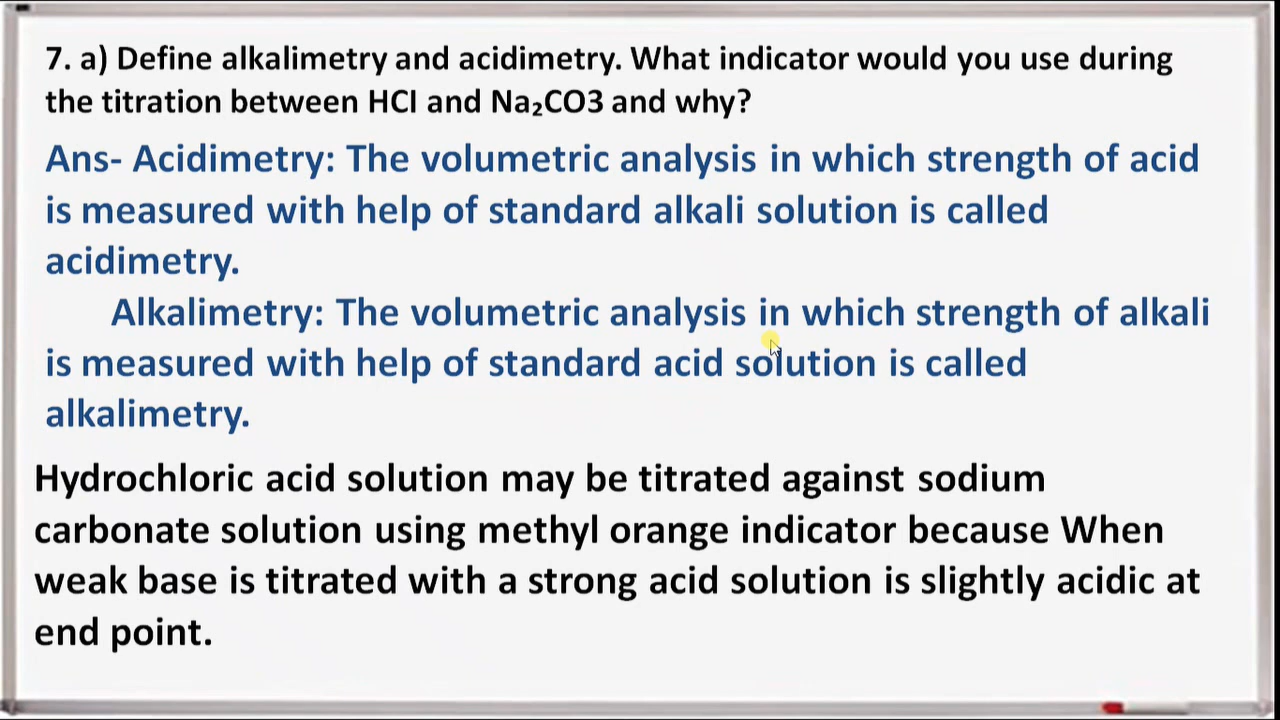 7. a) Define alkalimetry and acidimetry. What indicator would you use during
the titration between HCl and Na₂CO3 and why?
Ans- Acidimetry: The volumetric analysis in which strength of acid
is measured with help of standard alkali solution is called
acidimetry.
Alkalimetry: The volumetric analysis in which strength of alkali
is measured with help of standard acid solution is called
alkalimetry.
Hydrochloric acid solution may be titrated against sodium
carbonate solution using methyl orange indicator because When
weak base is titrated with a strong acid solution is slightly acidic at
end point.